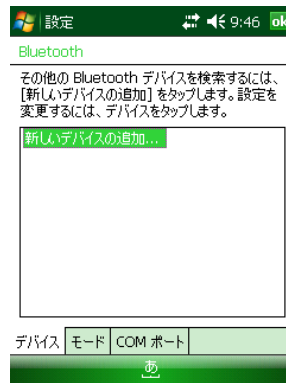 設定 9:46 ok
Bluetooth
その他の Bluetooth デバイスを検索するには、
[新しいデバイスの追加] をタップします。設定を
変更するには、デバイスをタップします。
新しいデバイスの追加...
デバイス モード COM ポート
あ